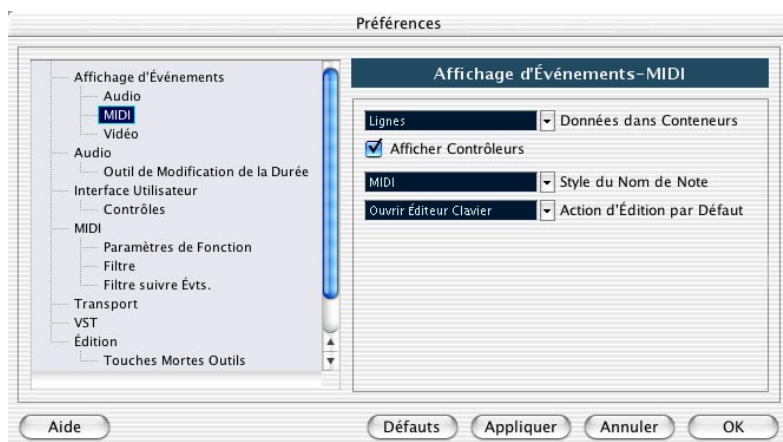 Préférences
Affichage d'Événements
Audio
MIDI
Vidéo
Audio
Outil de Modification de la Durée
Interface Utilisateur
Contrôles
MIDI
Paramètres de Fonction
Filtre
Filtre suivre Évts.
Transport
VST
Édition
Touches Mortes Outils
Affichage d'Événements-MIDI
Lignes
Données dans Conteneurs
Afficher Contrôleurs
MIDI
Style du Nom de Note
Ouvrir Éditeur Clavier
Action d'Édition par Défaut
Aide
Défauts
Appliquer
Annuler
OK